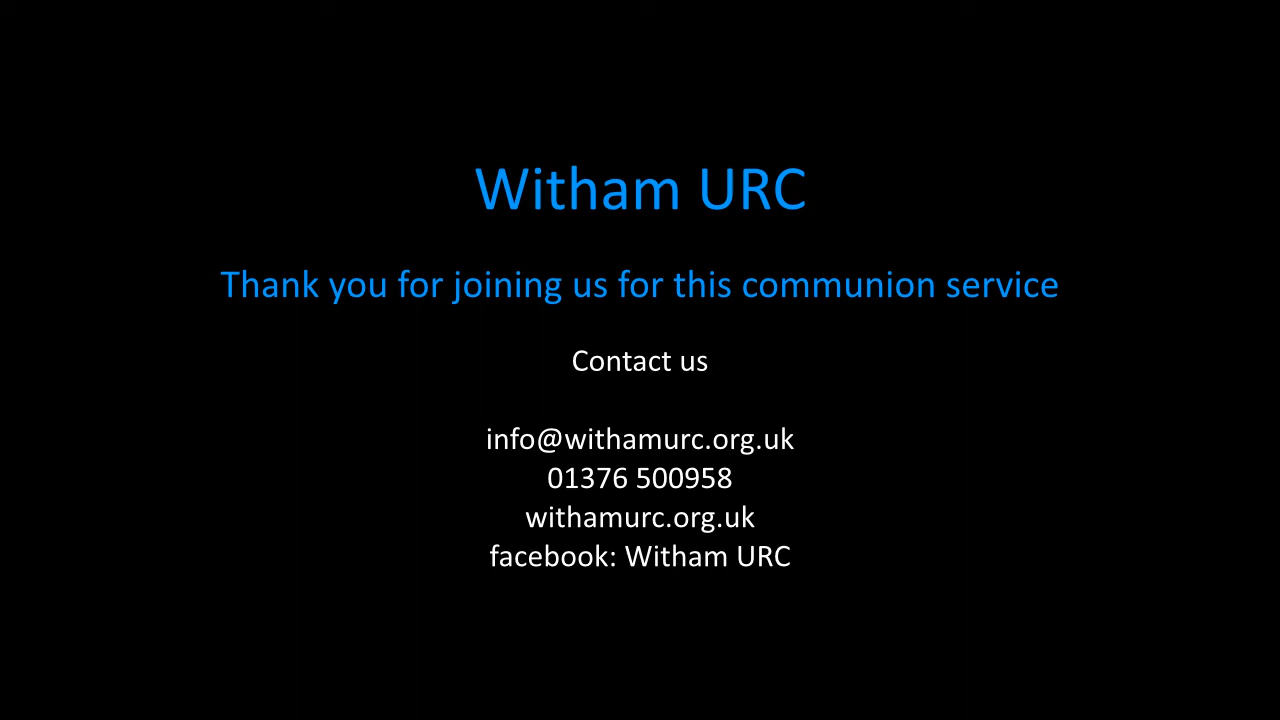 Witham URC
Thank you for joining us for this communion service
Contact us
info@withamurc.org.uk
01376 500958
withamurc.org.uk
facebook: Witham URC